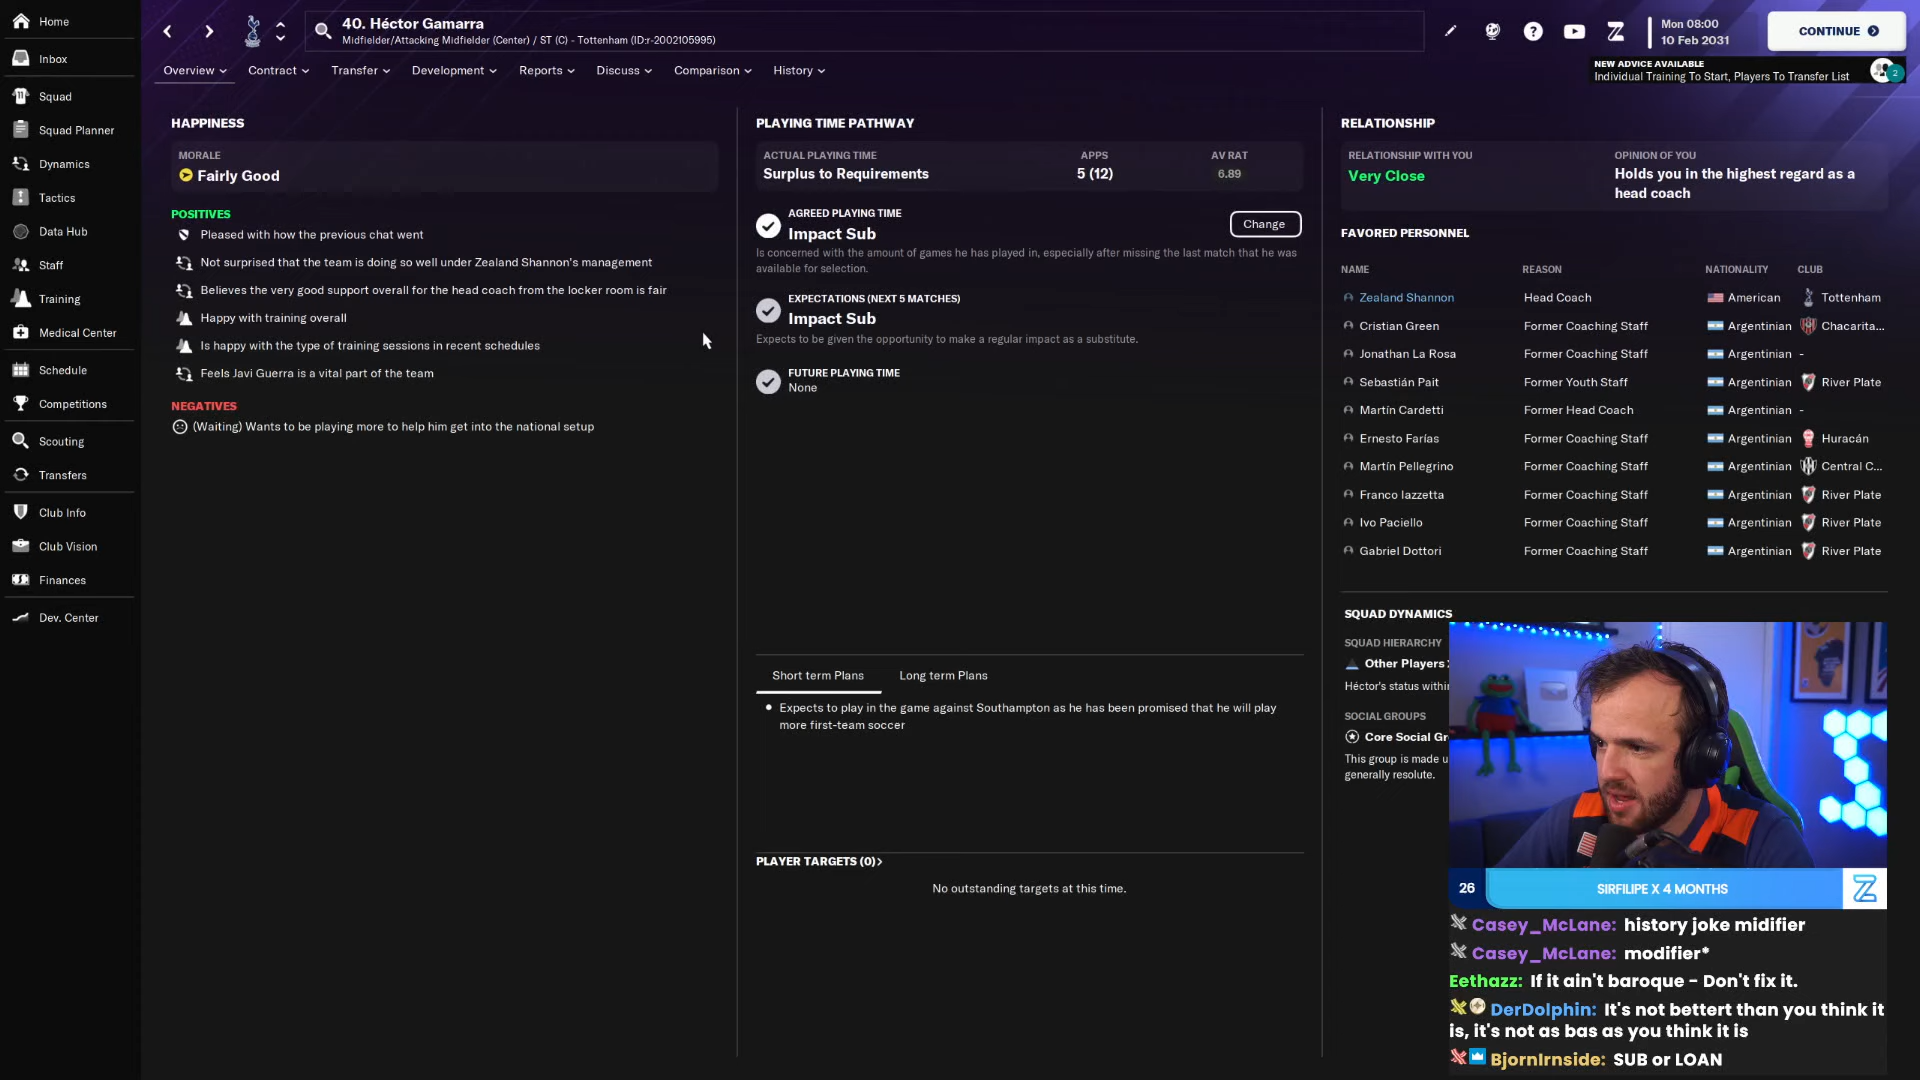 Home
Inbox
Squad
Squad Planner
Dynamics
Tactics
Data Hub
Staff
Training
Medical Center
Schedule
Competitions
Scouting
Transfers
Club Info
Club Vision
Finances
Dev. Center
40. Héctor Gamarra
Midfielder/Attacking Midfielder (Center) / ST (C) - Tottenham (ID:r-2002105995)
Mon 08:00
10 Feb 2031
CONTINUE
Overview
Contract
Transfer
Development
Reports
Discuss
Comparison
History
NEW ADVICE AVAILABLE
Individual Training To Start, Players To Transfer List
2
HAPPINESS
MORALE
Fairly Good
POSITIVES
Pleased with how the previous chat went
Not surprised that the team is doing so well under Zealand Shannon's management
Believes the very good support overall for the head coach from the locker room is fair
Happy with training overall
Is happy with the type of training sessions in recent schedules
Feels Javi Guerra is a vital part of the team
NEGATIVES
(Waiting) Wants to be playing more to help him get into the national setup
PLAYING TIME PATHWAY
ACTUAL PLAYING TIME APPS AV RAT
Surplus to Requirements 5 (12) 6.89
AGREED PLAYING TIME
Impact Sub
Change
Is concerned with the amount of games he has played in, especially after missing the last match that he was
available for selection.
EXPECTATIONS (NEXT 5 MATCHES)
Impact Sub
Expects to be given the opportunity to make a regular impact as a substitute.
FUTURE PLAYING TIME
None
Short term Plans Long term Plans
Expects to play in the game against Southampton as he has been promised that he will play
more first-team soccer
PLAYER TARGETS (0)>
No outstanding targets at this time.
RELATIONSHIP
RELATIONSHIP WITH YOU
Very Close
OPINION OF YOU
Holds you in the highest regard as a
head coach
FAVORED PERSONNEL
NAME REASON NATIONALITY CLUB
Zealand Shannon Head Coach American Tottenham
Cristian Green Former Coaching Staff Argentinian Chacarita...
Jonathan La Rosa Former Coaching Staff Argentinian -
Sebastián Pait Former Youth Staff Argentinian River Plate
Martín Cardetti Former Head Coach Argentinian -
Ernesto Farías Former Coaching Staff Argentinian Huracán
Martín Pellegrino Former Coaching Staff Argentinian Central C...
Franco Iazzetta Former Coaching Staff Argentinian River Plate
Ivo Paciello Former Coaching Staff Argentinian River Plate
Gabriel Dottori Former Coaching Staff Argentinian River Plate
SQUAD DYNAMICS
SQUAD HIERARCHY
Other Players
Héctor's status within
SOCIAL GROUPS
Core Social Gr
This group is made u
generally resolute.
26 SIRFILIPE X 4 MONTHS
Casey_McLane: history joke midifier
Casey_McLane: modifier*
Eethazz: If it ain't baroque - Don't fix it.
DerDolphin: It's not bettert than you think it
is, it's not as bas as you think it is
BjornIrnside: SUB or LOAN